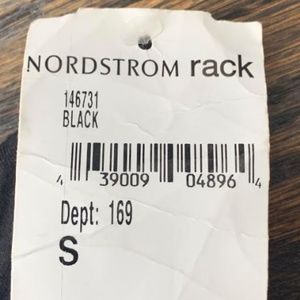 NORDSTROM rack
146731
BLACK
4 39009 04896 4
Dept: 169
S